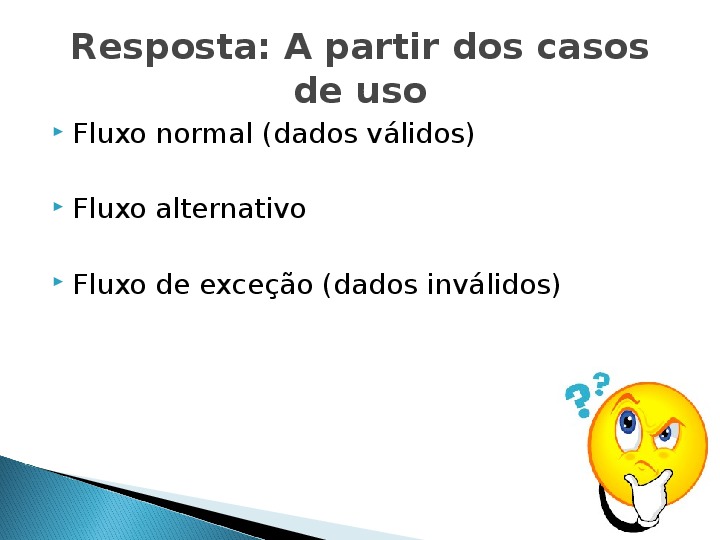 Resposta: A partir dos casos
de uso
Fluxo normal (dados válidos)
Fluxo alternativo
Fluxo de exceção (dados inválidos)
??